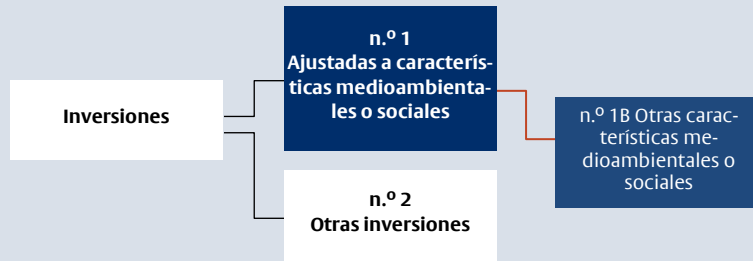 Inversiones
n.º 1
Ajustadas a caracterís-
ticas medioambienta-
les o sociales
n.º 1B Otras carac-
terísticas me-
dioambientales o
sociales
n.º 2
Otras inversiones